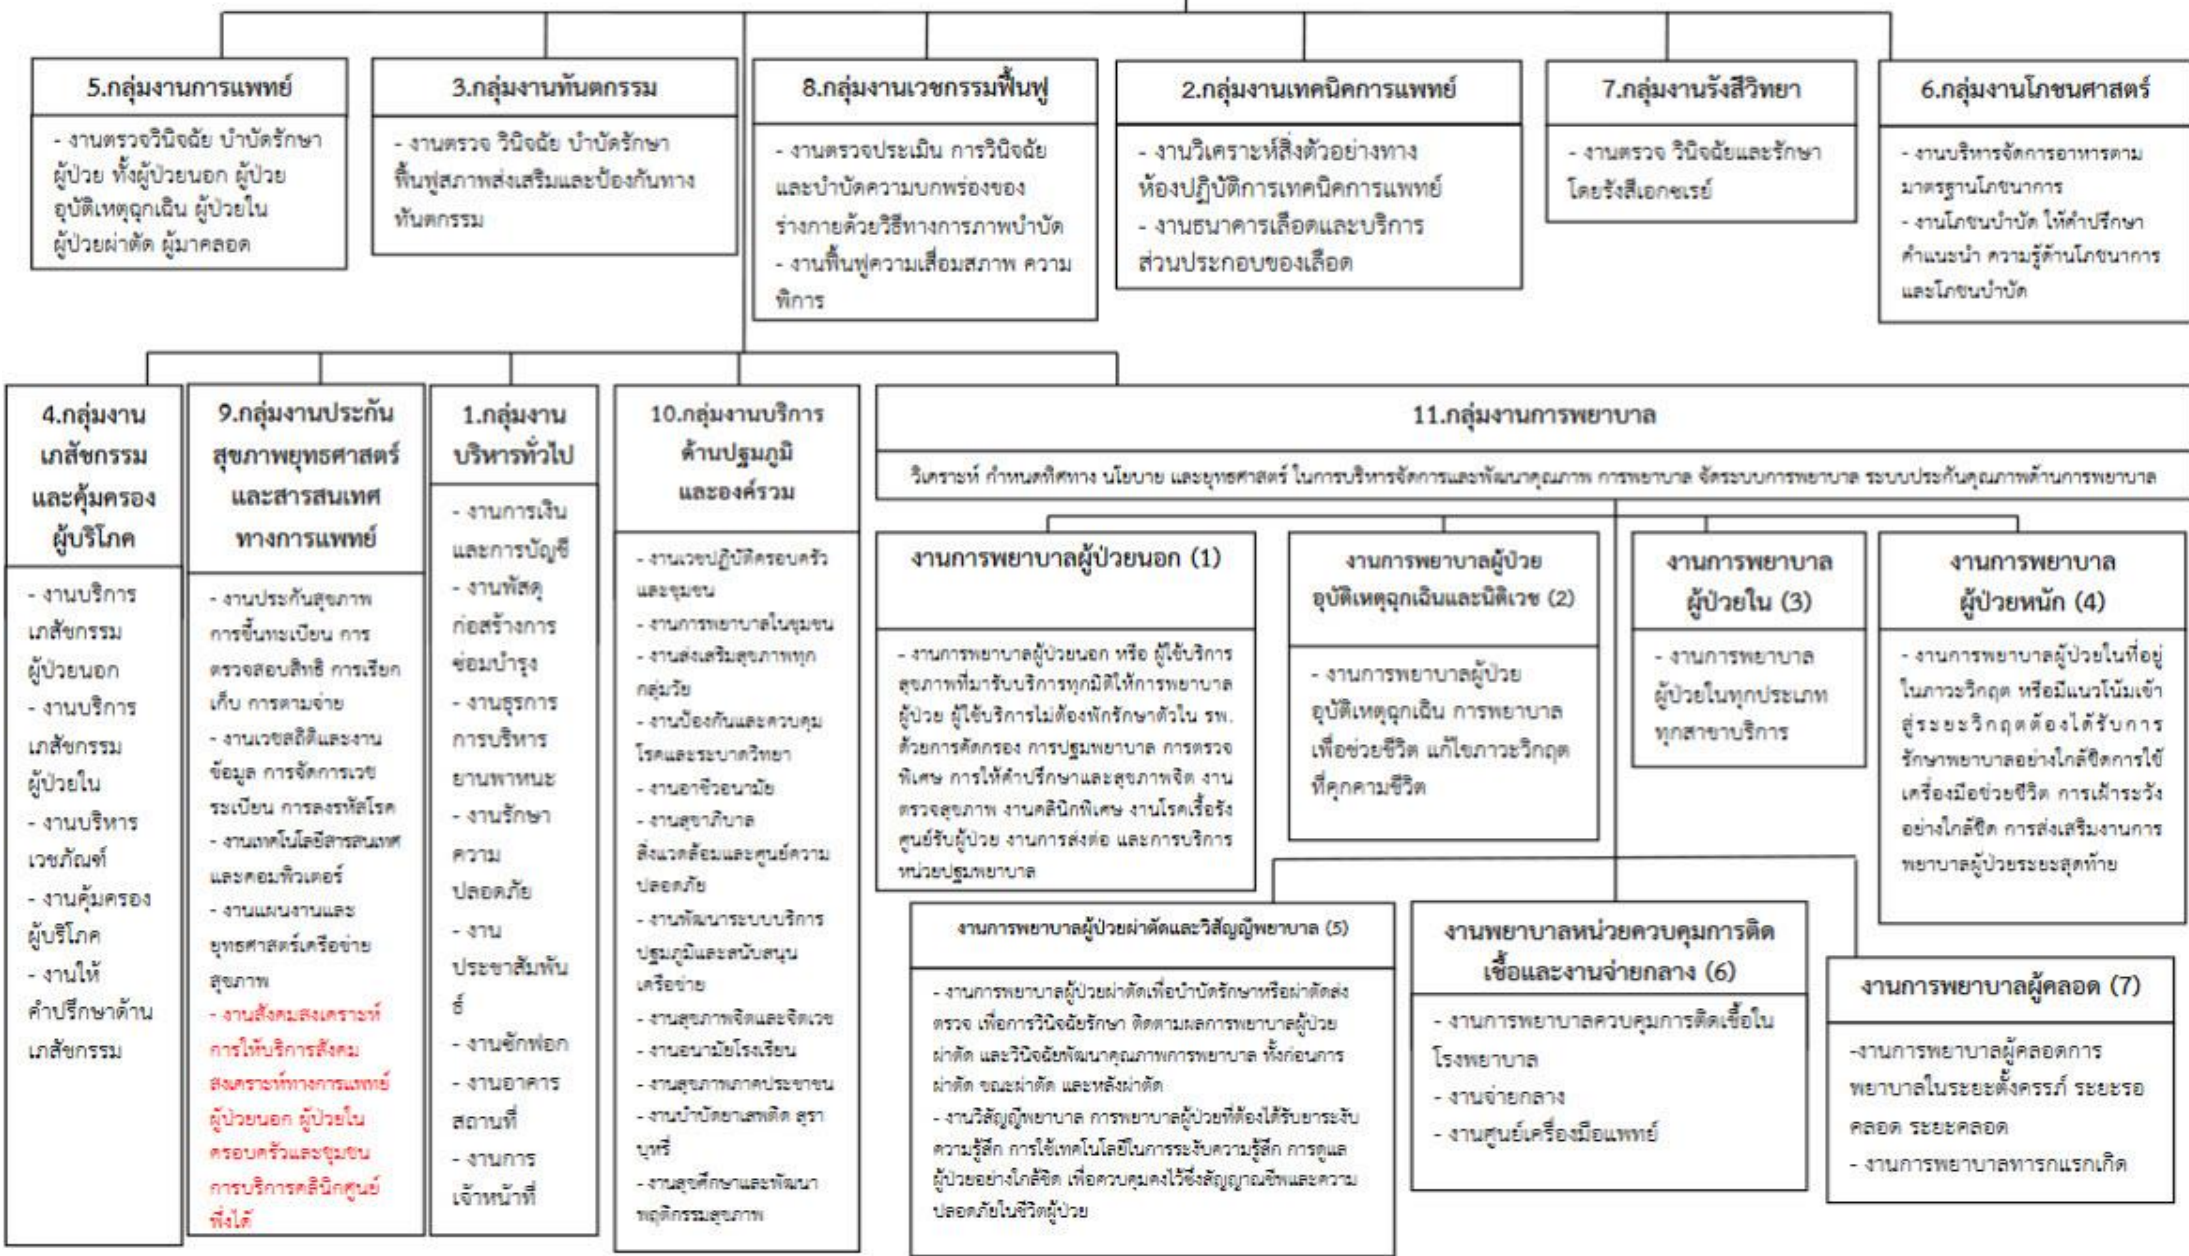 5.กลุ่มงานการแพทย์
- งานตรวจวินิจฉัย บำบัดรักษา
ผู้ป่วย ทั้งผู้ป่วยนอก ผู้ป่วย
อุบัติเหตุฉุกเฉิน ผู้ป่วยใน
ผู้ป่วยผ่าตัด ผู้มาคลอด
3.กลุ่มงานทันตกรรม
- งานตรวจ วินิจฉัย บำบัดรักษา
ฟื้นฟูสภาพส่งเสริมและป้องกันทาง
ทันตกรรม
8.กลุ่มงานเวชกรรมฟื้นฟู
- งานตรวจประเมิน การวินิจฉัย
และบำบัดความบกพร่องของ
ร่างกายด้วยวิธีทางการภาพบำบัด
- งานฟื้นฟูความเสื่อมสภาพ ความ
พิการ
2.กลุ่มงานเทคนิคการแพทย์
- งานวิเคราะห์สิ่งตัวอย่างทาง
ห้องปฏิบัติการเทคนิคการแพทย์
- งานธนาคารเลือดและบริการ
ส่วนประกอบของเลือด
7.กลุ่มงานรังสีวิทยา
- งานตรวจ วินิจฉัยและรักษา
โดยรังสีเอกซเรย์
6.กลุ่มงานโภชนศาสตร์
- งานบริหารจัดการอาหารตาม
มาตรฐานโภชนาการ
- งานโภชนบำบัด ให้คำปรึกษา
คำแนะนำ ความรู้ด้านโภชนาการ
และโภชนบำบัด
4.กลุ่มงาน
เภสัชกรรม
และคุ้มครอง
ผู้บริโภค
- งานบริการ
เภสัชกรรม
ผู้ป่วยนอก
- งานบริการ
เภสัชกรรม
ผู้ป่วยใน
- งานบริหาร
เวชภัณฑ์
- งานคุ้มครอง
ผู้บริโภค
- งานให้
คำปรึกษาด้าน
เภสัชกรรม
9.กลุ่มงานประกัน
สุขภาพยุทธศาสตร์
และสารสนเทศ
ทางการแพทย์
- งานประกันสุขภาพ
การขึ้นทะเบียน การ
ตรวจสอบสิทธิ การเรียก
เก็บ การตามจ่าย
- งานเวชสถิติและงาน
ข้อมูล การจัดการเวช
ระเบียน การลงรหัสโรค
- งานเทคโนโลยีสารสนเทศ
และคอมพิวเตอร์
- งานแผนงานและ
ยุทธศาสตร์เครือข่าย
สุขภาพ
- งานสังคมสงเคราะห์
การให้บริการสังคม
สงเคราะห์ทางการแพทย์
ผู้ป่วยนอก ผู้ป่วยใน
ครอบครัวและชุมชน
การบริการคลินิกศูนย์
พึ่งได้
1.กลุ่มงาน
บริหารทั่วไป
- งานการเงิน
และการบัญชี
- งานพัสดุ
ก่อสร้างการ
ซ่อมบำรุง
- งานธุรการ
การบริหาร
ยานพาหนะ
- งานรักษา
ความ
ปลอดภัย
- งาน
ประชาสัมพัน
ธ์
- งานซักฟอก
- งานอาคาร
สถานที่
- งานการ
เจ้าหน้าที่
10.กลุ่มงานบริการ
ด้านปฐมภูมิ
และองค์รวม
- งานเวชปฏิบัติครอบครัว
และชุมชน
- งานการพยาบาลในชุมชน
- งานส่งเสริมสุขภาพทุก
กลุ่มวัย
- งานป้องกันและควบคุม
โรคและระบาดวิทยา
- งานอาชีวอนามัย
- งานสุขาภิบาล
สิ่งแวดล้อมและศูนย์ความ
ปลอดภัย
- งานพัฒนาระบบบริการ
ปฐมภูมิและสนับสนุน
เครือข่าย
- งานสุขภาพจิตและจิตเวช
- งานอนามัยโรงเรียน
- งานสุขภาพภาคประชาชน
- งานบำบัดยาเสพติด สุรา
บุหรี่
- งานสุขศึกษาและพัฒนา
พฤติกรรมสุขภาพ
11.กลุ่มงานการพยาบาล
วิเคราะห์ กำหนดทิศทาง นโยบาย และยุทธศาสตร์ ในการบริหารจัดการและพัฒนาคุณภาพ การพยาบาล จัดระบบการพยาบาล ระบบประกันคุณภาพด้านการพยาบาล
งานการพยาบาลผู้ป่วยนอก (1)
- งานการพยาบาลผู้ป่วยนอก หรือ ผู้ใช้บริการ
สุขภาพที่มารับบริการทุกมิติให้การพยาบาล
ผู้ป่วย ผู้ใช้บริการไม่ต้องพักรักษาตัวใน รพ.
ด้วยการคัดกรอง การปฐมพยาบาล การตรวจ
พิเศษ การให้คำปรึกษาและสุขภาพจิต งาน
ตรวจสุขภาพ งานคลินิกพิเศษ งานโรคเรื้อรัง
ศูนย์รับผู้ป่วย งานการส่งต่อ และการบริการ
หน่วยปฐมพยาบาล
งานการพยาบาลผู้ป่วย
อุบัติเหตุฉุกเฉินและนิติเวช (2)
- งานการพยาบาลผู้ป่วย
อุบัติเหตุฉุกเฉิน การพยาบาล
เพื่อช่วยชีวิต แก้ไขภาวะวิกฤต
ที่คุกคามชีวิต
งานการพยาบาล
ผู้ป่วยใน (3)
- งานการพยาบาล
ผู้ป่วยในทุกประเภท
ทุกสาขาบริการ
งานการพยาบาล
ผู้ป่วยหนัก (4)
- งานการพยาบาลผู้ป่วยในที่อยู่
ในภาวะวิกฤต หรือมีแนวโน้มเข้า
สู่ระยะวิกฤตต้องได้รับการ
รักษาพยาบาลอย่างใกล้ชิดการใช้
เครื่องมือช่วยชีวิต การเฝ้าระวัง
อย่างใกล้ชิด การส่งเสริมงานการ
พยาบาลผู้ป่วยระยะสุดท้าย
งานการพยาบาลผู้ป่วยผ่าตัดและวิสัญญีพยาบาล (5)
- งานการพยาบาลผู้ป่วยผ่าตัดเพื่อบำบัดรักษาหรือผ่าตัดส่ง
ตรวจ เพื่อการวินิจฉัยรักษา ติดตามผลการพยาบาลผู้ป่วย
ผ่าตัด และวินิจฉัยพัฒนาคุณภาพการพยาบาล ทั้งก่อนการ
ผ่าตัด ขณะผ่าตัด และหลังผ่าตัด
- งานวิสัญญีพยาบาล การพยาบาลผู้ป่วยที่ต้องได้รับยาระงับ
ความรู้สึก การใช้เทคโนโลยีในการระงับความรู้สึก การดูแล
ผู้ป่วยอย่างใกล้ชิด เพื่อควบคุมคงไว้ซึ่งสัญญาณชีพและความ
ปลอดภัยในชีวิตผู้ป่วย
งานพยาบาลหน่วยควบคุมการติด
เชื้อและงานจ่ายกลาง (6)
- งานการพยาบาลควบคุมการติดเชื้อใน
โรงพยาบาล
- งานจ่ายกลาง
- งานศูนย์เครื่องมือแพทย์
งานการพยาบาลผู้คลอด (7)
-งานการพยาบาลผู้คลอดการ
พยาบาลในระยะตั้งครรภ์ ระยะรอ
คลอด ระยะคลอด
- งานการพยาบาลทารกแรกเกิด